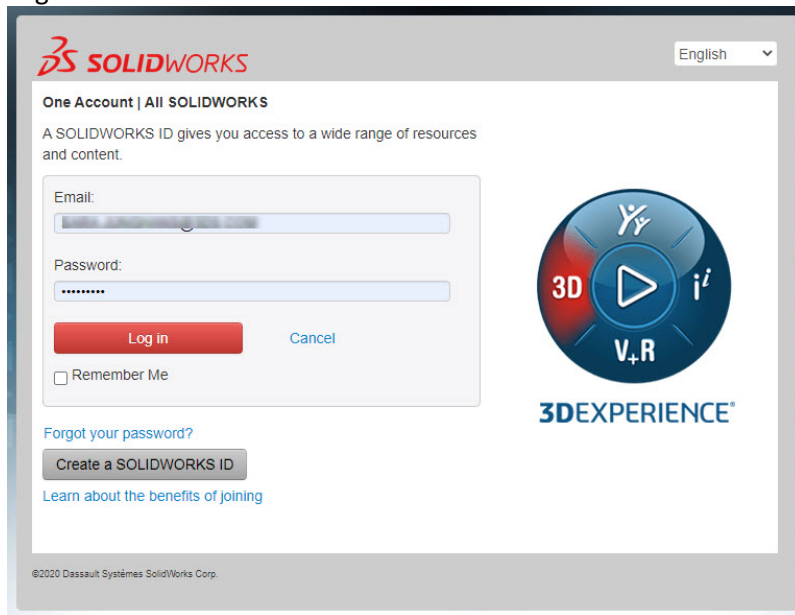 SOLIDWORKS
English
One Account | All SOLIDWORKS
A SOLIDWORKS ID gives you access to a wide range of resources
and content.
Email:
Password:
•••••••••
Log in
Cancel
Remember Me
Forgot your password?
Create a SOLIDWORKS ID
Learn about the benefits of joining
3D
i i
V+R
3DEXPERIENCE®
©2020 Dassault Systèmes SolidWorks Corp.